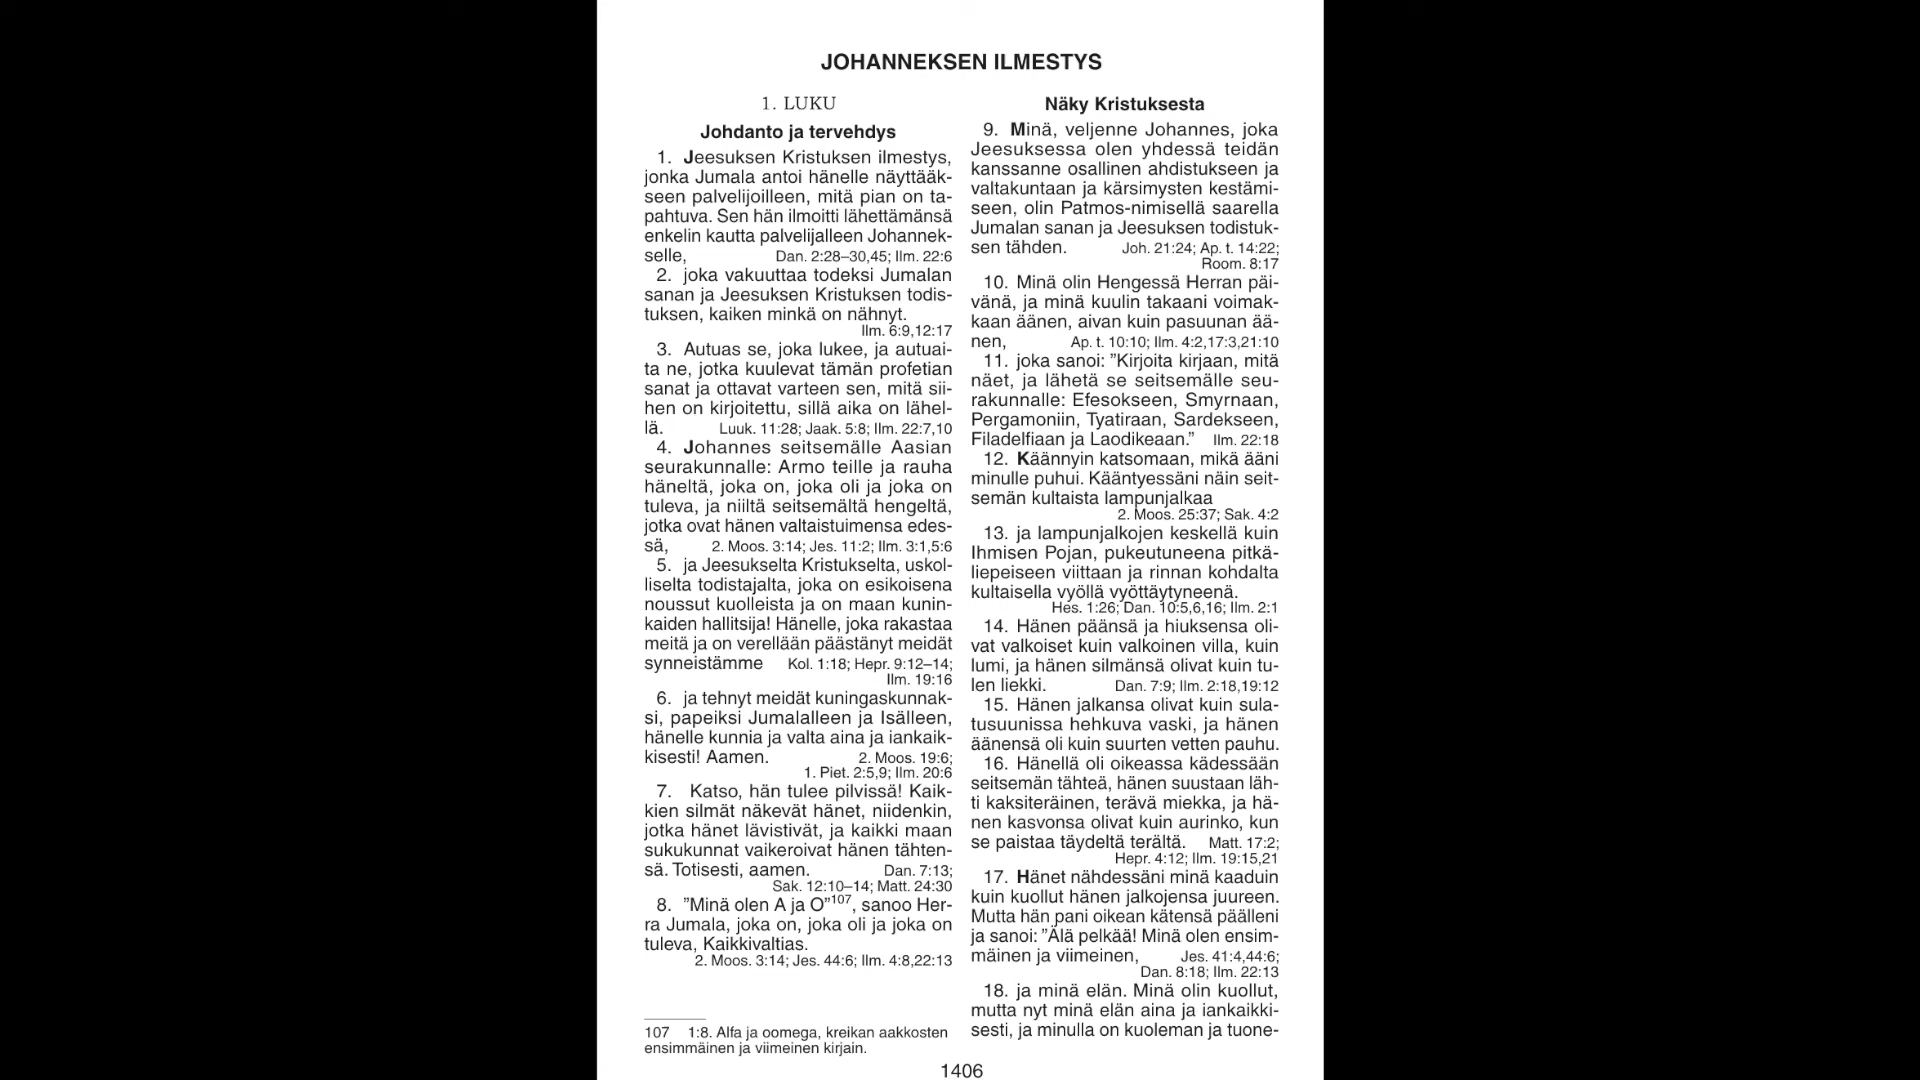 JOHANNEKSEN ILMESTYS
1. LUKU
Johdanto ja tervehdys
1. Jeesuksen Kristuksen ilmestys,
jonka Jumala antoi hänelle näyttääk-
seen palvelijoilleen, mitä pian on ta-
pahtuva. Sen hän ilmoitti lähettämänsä
enkelin kautta palvelijalleen Johannek-
selle, Dan. 2:28–30,45; Ilm. 22:6
2. joka vakuuttaa todeksi Jumalan
sanan ja Jeesuksen Kristuksen todis-
tuksen, kaiken minkä on nähnyt.
Ilm. 6:9,12:17
3. Autuas se, joka lukee, ja autuai-
ta ne, jotka kuulevat tämän profetian
sanat ja ottavat varteen sen, mitä sii-
hen on kirjoitettu, sillä aika on lähel-
lä. Luuk. 11:28; Jaak. 5:8; Ilm. 22:7,10
4. Johannes seitsemälle Aasian
seurakunnalle: Armo teille ja rauha
häneltä, joka on, joka oli ja joka on
tuleva, ja niiltä seitsemältä hengeltä,
jotka ovat hänen valtaistuimensa edes-
sä, 2. Moos. 3:14; Jes. 11:2; Ilm. 3:1,5:6
5. ja Jeesukselta Kristukselta, uskol-
liselta todistajalta, joka on esikoisena
noussut kuolleista ja on maan kunin-
kaiden hallitsija! Hänelle, joka rakastaa
meitä ja on verellään päästänyt meidät
synneistämme Kol. 1:18; Hepr. 9:12–14;
Ilm. 19:16
6. ja tehnyt meidät kuningaskunnak-
si, papeiksi Jumalalleen ja Isälleen,
hänelle kunnia ja valta aina ja iankaik-
kisesti! Aamen. 2. Moos. 19:6;
1. Piet. 2:5,9; Ilm. 20:6
7. Katso, hän tulee pilvissä! Kaik-
kien silmät näkevät hänet, niidenkin,
jotka hänet lävistivät, ja kaikki maan
sukukunnat vaikeroivat hänen tähten-
sä. Totisesti, aamen. Dan. 7:13;
Sak. 12:10–14; Matt. 24:30
8. ”Minä olen A ja O”107, sanoo Her-
ra Jumala, joka on, joka oli ja joka on
tuleva, Kaikkivaltias.
2. Moos. 3:14; Jes. 44:6; Ilm. 4:8,22:13
107 1:8. Alfa ja oomega, kreikan aakkosten
ensimmäinen ja viimeinen kirjain.
Näky Kristuksesta
9. Minä, veljenne Johannes, joka
Jeesuksessa olen yhdessä teidän
kanssanne osallinen ahdistukseen ja
valtakuntaan ja kärsimysten kestämi-
seen, olin Patmos-nimisellä saarella
Jumalan sanan ja Jeesuksen todistuk-
sen tähden. Joh. 21:24; Ap. t. 14:22;
Room. 8:17
10. Minä olin Hengessä Herran päi-
vänä, ja minä kuulin takaani voimak-
kaan äänen, aivan kuin pasuunan ää-
nen, Ap. t. 10:10; Ilm. 4:2,17:3,21:10
11. joka sanoi: ”Kirjoita kirjaan, mitä
näet, ja lähetä se seitsemälle seu-
rakunnalle: Efesokseen, Smyrnaan,
Pergamoniin, Tyatiraan, Sardekseen,
Filadelfiaan ja Laodikeaan.” Ilm. 22:18
12. Käännyin katsomaan, mikä ääni
minulle puhui. Kääntyessäni näin seit-
semän kultaista lampunjalkaa
2. Moos. 25:37; Sak. 4:2
13. ja lampunjalkojen keskellä kuin
Ihmisen Pojan, pukeutuneena pitkä-
liepeiseen viittaan ja rinnan kohdalta
kultaisella vyöllä vyöttäytyneenä.
Hes. 1:26; Dan. 10:5,6,16; Ilm. 2:1
14. Hänen päänsä ja hiuksensa oli-
vat valkoiset kuin valkoinen villa, kuin
lumi, ja hänen silmänsä olivat kuin tu-
len liekki. Dan. 7:9; Ilm. 2:18,19:12
15. Hänen jalkansa olivat kuin sula-
tusuunissa hehkuva vaski, ja hänen
äänensä oli kuin suurten vetten pauhu.
16. Hänellä oli oikeassa kädessään
seitsemän tähteä, hänen suustaan läh-
ti kaksiteräinen, terävä miekka, ja hä-
nen kasvonsa olivat kuin aurinko, kun
se paistaa täydeltä terältä. Matt. 17:2;
Hepr. 4:12; Ilm. 19:15,21
17. Hänet nähdessäni minä kaaduin
kuin kuollut hänen jalkojensa juureen.
Mutta hän pani oikean kätensä päälleni
ja sanoi: ”Älä pelkää! Minä olen ensim-
mäinen ja viimeinen, Jes. 41:4,44:6;
Dan. 8:18; Ilm. 22:13
18. ja minä elän. Minä olin kuollut,
mutta nyt minä elän aina ja iankaikki-
sesti, ja minulla on kuoleman ja tuone-
1406